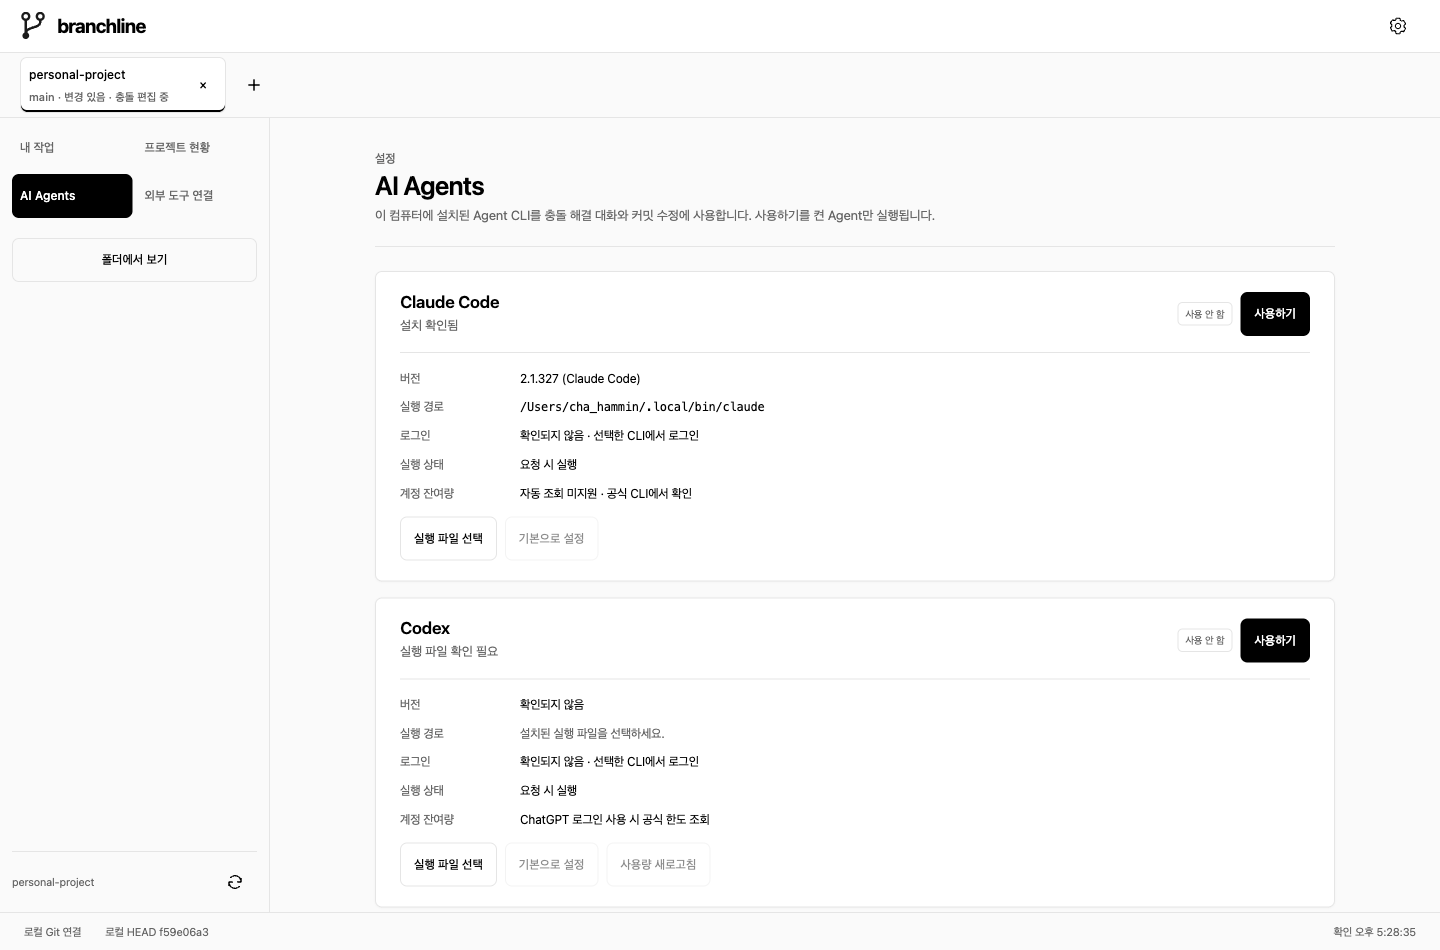 branchline
personal-project
×
main · 변경 있음 · 충돌 편집 중
+
내 작업
프로젝트 현황
AI Agents
외부 도구 연결
폴더에서 보기
설정
AI Agents
이 컴퓨터에 설치된 Agent CLI를 충돌 해결 대화와 커밋 수정에 사용합니다. 사용하기를 켠 Agent만 실행됩니다.
Claude Code
설치 확인됨
사용 안 함
사용하기
버전
2.1.327 (Claude Code)
실행 경로
/Users/cha_hammin/.local/bin/claude
로그인
확인되지 않음 · 선택한 CLI에서 로그인
실행 상태
요청 시 실행
계정 잔여량
자동 조회 미지원 · 공식 CLI에서 확인
실행 파일 선택
기본으로 설정
Codex
실행 파일 확인 필요
사용 안 함
사용하기
버전
확인되지 않음
실행 경로
설치된 실행 파일을 선택하세요.
로그인
확인되지 않음 · 선택한 CLI에서 로그인
실행 상태
요청 시 실행
계정 잔여량
ChatGPT 로그인 사용 시 공식 한도 조회
실행 파일 선택
기본으로 설정
사용량 새로고침
personal-project
로컬 Git 연결
로컬 HEAD f59e06a3
확인 오후 5:28:35